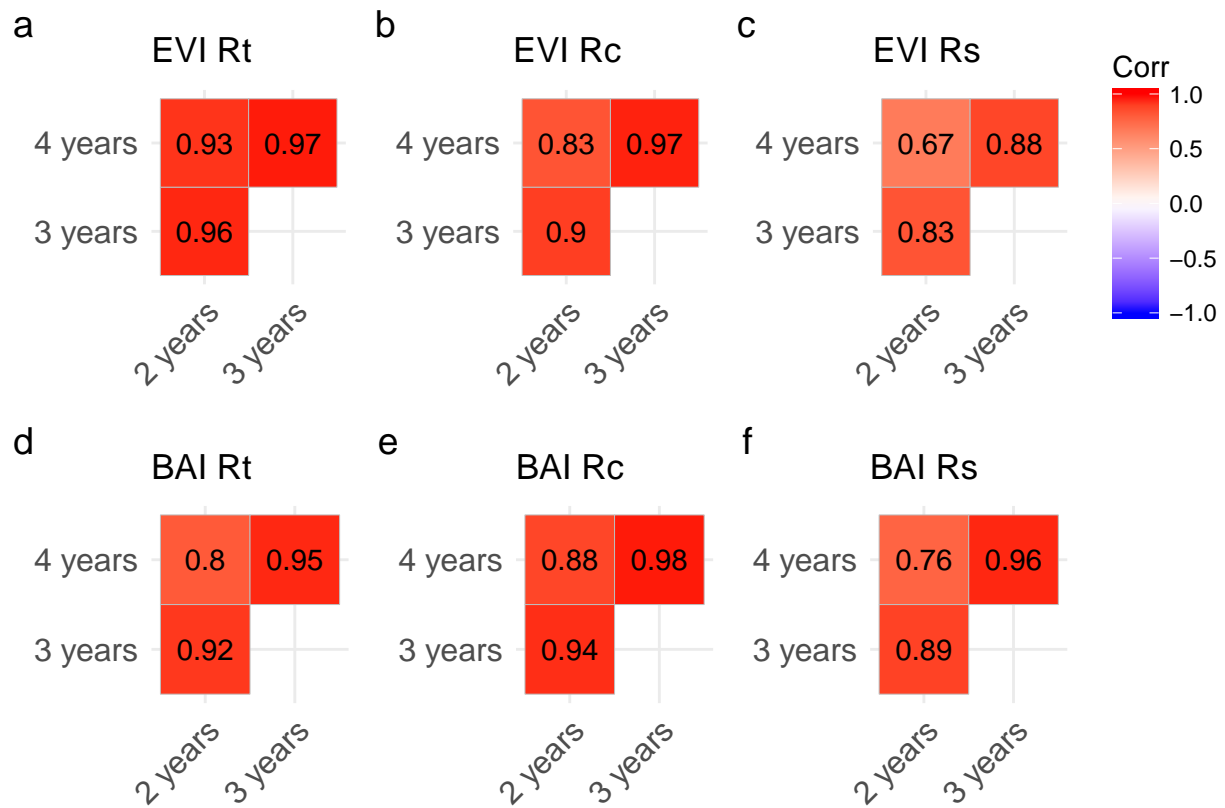 a
EVI Rt
4 years
0.93
0.97
3 years
0.96
2 years
3 years
b
EVI Rc
4 years
0.83
0.97
3 years
0.9
2 years
3 years
c
EVI Rs
4 years
0.67
0.88
3 years
0.83
2 years
3 years
Corr
1.0
0.5
0.0
−0.5
−1.0
d
BAI Rt
4 years
0.8
0.95
3 years
0.92
2 years
3 years
e
BAI Rc
4 years
0.88
0.98
3 years
0.94
2 years
3 years
f
BAI Rs
4 years
0.76
0.96
3 years
0.89
2 years
3 years